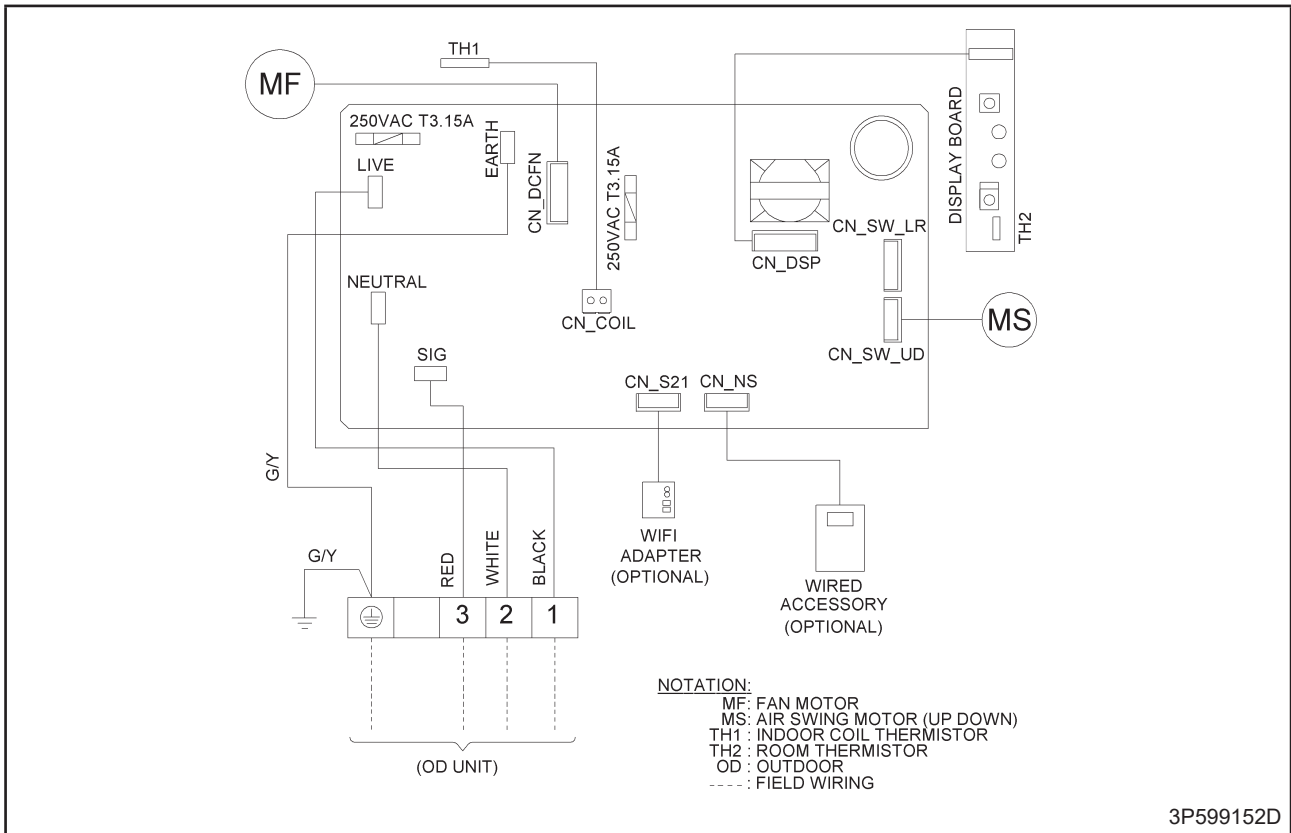 TH1
MF
250VAC T3.15A
LIVE
EARTH
CN_DCFN
250VAC T3.15A
CN_DSP
CN_SW_LR
DISPLAY BOARD
TH2
NEUTRAL
CN_COIL
MS
CN_SW_UD
SIG
CN_S21
CN_NS
G/Y
WIFI
ADAPTER
(OPTIONAL)
WIRED
ACCESSORY
(OPTIONAL)
G/Y
RED
WHITE
BLACK
3
2
1
(OD UNIT)
NOTATION:
MF: FAN MOTOR
MS: AIR SWING MOTOR (UP DOWN)
TH1 : INDOOR COIL THERMISTOR
TH2 : ROOM THERMISTOR
OD : OUTDOOR
---- : FIELD WIRING
3P599152D